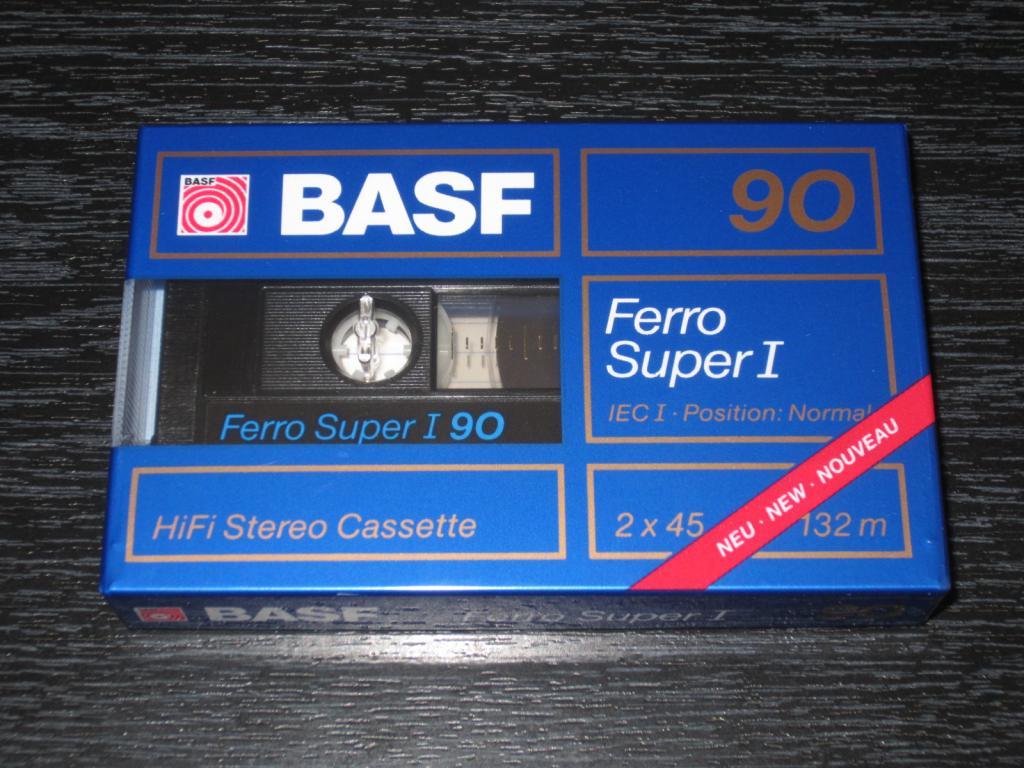 BASF
BASF
90
Ferro
Super I
IEC I · Position: Normal
Ferro Super I 90
HiFi Stereo Cassette
2 x 45
132 m
NEU · NEW · NOUVEAU
BASF
Ferro Super I
90